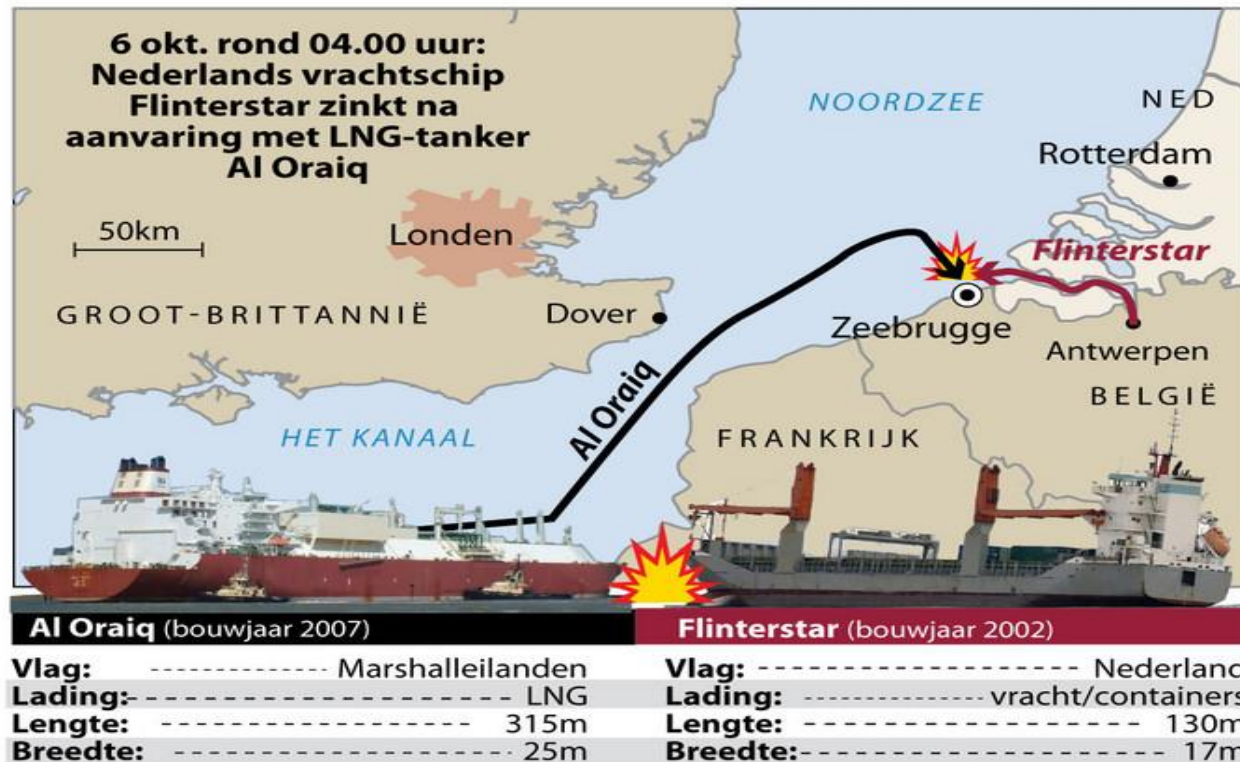 6 okt. rond 04.00 uur:
Nederlands vrachtschip
Flinterstar zinkt na
aanvaring met LNG-tanker
Al Oraiq
NOORDZEE
NED
Rotterdam
50km
Londen
Flinterstar
GROOT-BRITTANNIË
Dover
Zeebrugge
Antwerpen
BELGIË
HET KANAAL
Al Oraiq
FRANKRIJK
Al Oraiq (bouwjaar 2007)
Vlag: Marshalleilanden
Lading: LNG
Lengte: 315m
Breedte: 25m
Flinterstar (bouwjaar 2002)
Vlag: Nederland
Lading: vracht/containers
Lengte: 130m
Breedte: 17m